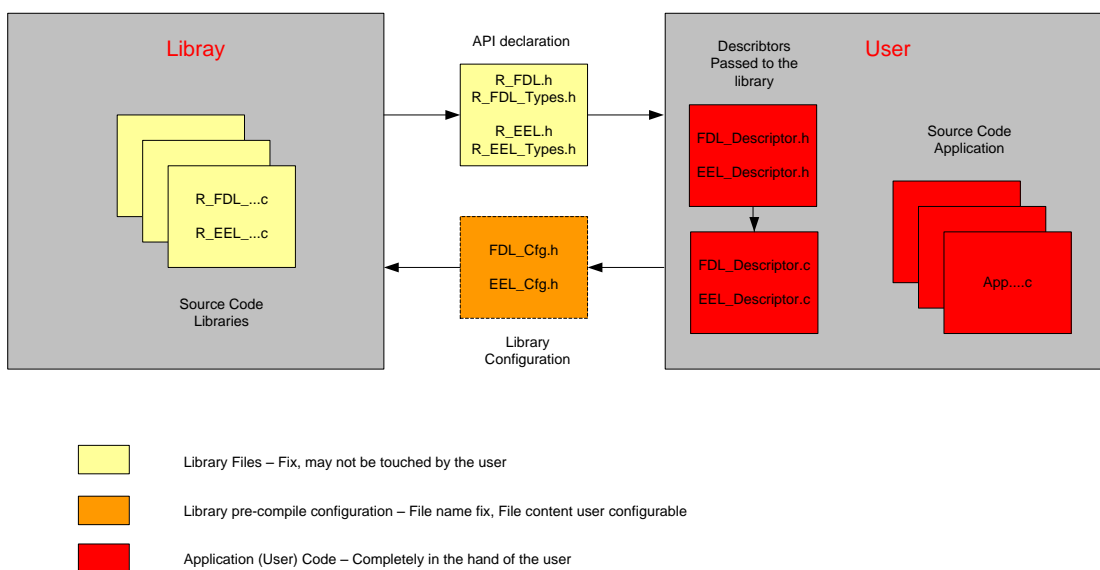 Libray
R_FDL_...c
R_EEL_...c
Source Code
Libraries
API declaration
R_FDL.h
R_FDL_Types.h
R_EEL.h
R_EEL_Types.h
FDL_Cfg.h
EEL_Cfg.h
Library
Configuration
User
Describtors
Passed to the
library
FDL_Descriptor.h
EEL_Descriptor.h
FDL_Descriptor.c
EEL_Descriptor.c
Source Code
Application
App....c
Library Files – Fix, may not be touched by the user
Library pre-compile configuration – File name fix, File content user configurable
Application (User) Code – Completely in the hand of the user